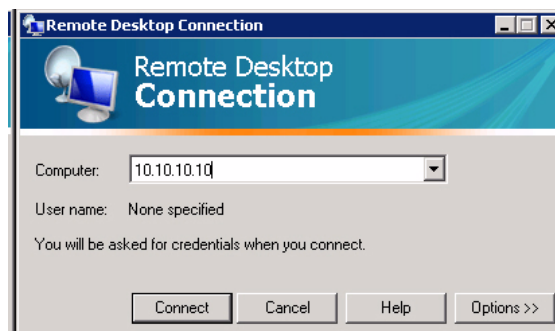 Remote Desktop Connection
Remote Desktop
Connection
Computer: 10.10.10.10
User name: None specified
You will be asked for credentials when you connect.
Connect Cancel Help Options >>